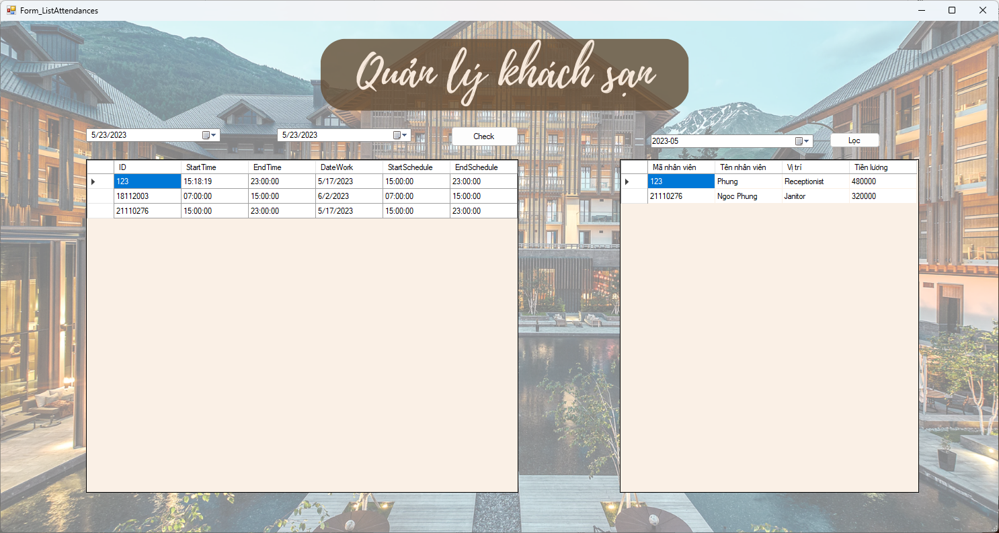 Form_ListAttendances
Quản lý khách sạn
5/23/2023 5/23/2023 Check
ID StartTime EndTime DateWork StartSchedule EndSchedule
123 15:18:19 23:00:00 5/17/2023 15:00:00 23:00:00
18112003 07:00:00 15:00:00 6/2/2023 07:00:00 15:00:00
21110276 15:00:00 23:00:00 5/17/2023 15:00:00 23:00:00
2023-05 Lọc
Mã nhân viên Tên nhân viên Vị trí Tiền lương
123 Phung Receptionist 480000
21110276 Ngoc Phung Janitor 320000